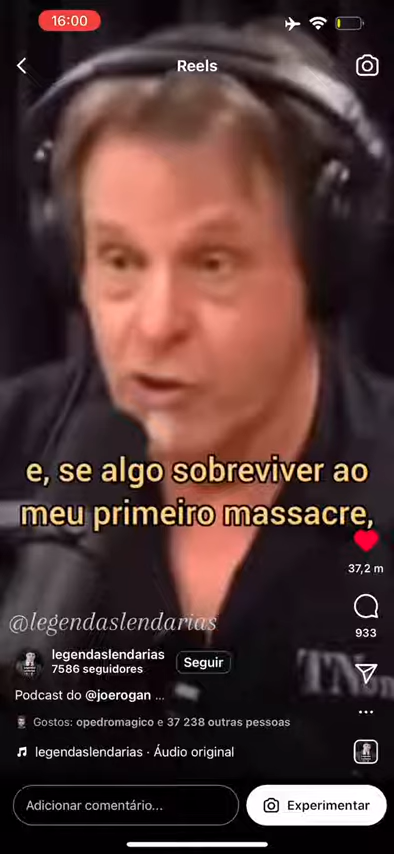 16:00
Reels
e, se algo sobreviver ao
meu primeiro massacre,
37,2 m
@legendaslendarias
933
legendaslendarias
7586 seguidores
Seguir
Podcast do @joerogan ...
Gostos: opedromagico e 37 238 outras pessoas
legendaslendarias · Áudio original
Adicionar comentário...
Experimentar